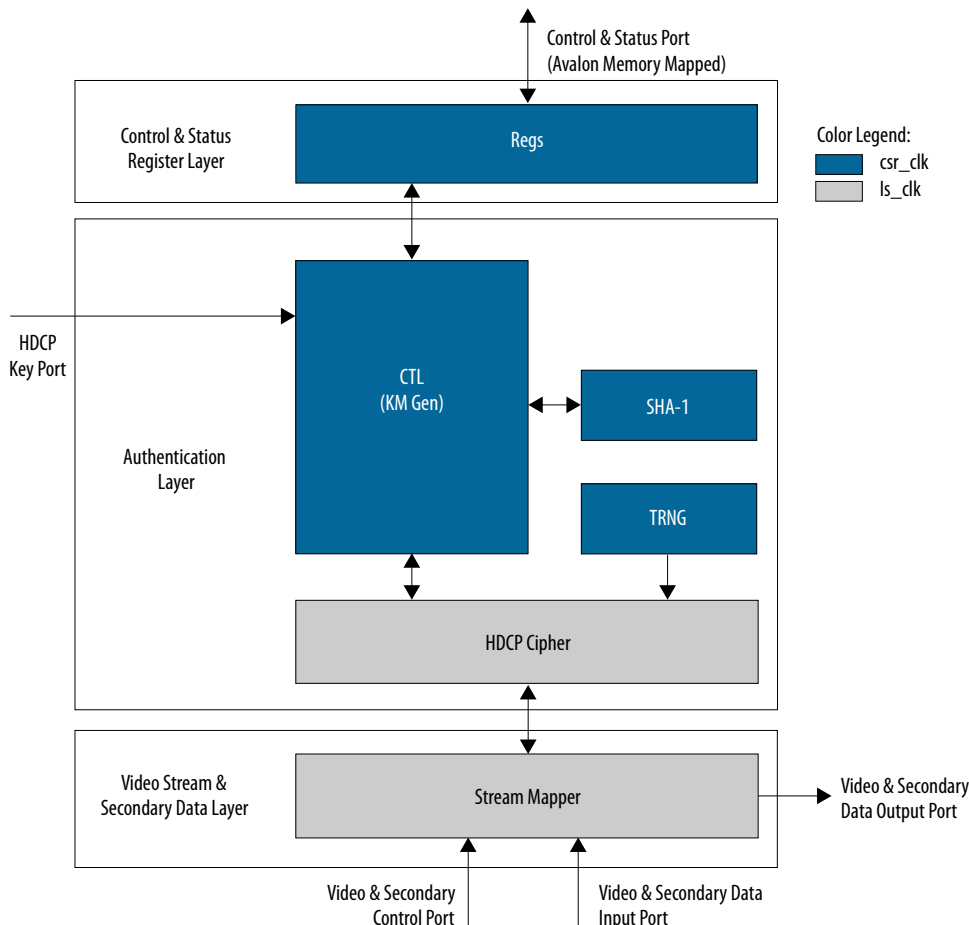 Control & Status Port
(Avalon Memory Mapped)
Control & Status
Register Layer
Regs
Color Legend:
csr_clk
ls_clk
HDCP
Key Port
CTL
(KM Gen)
SHA-1
Authentication
Layer
TRNG
HDCP Cipher
Video Stream &
Secondary Data Layer
Stream Mapper
Video & Secondary
Data Output Port
Video & Secondary
Control Port
Video & Secondary Data
Input Port